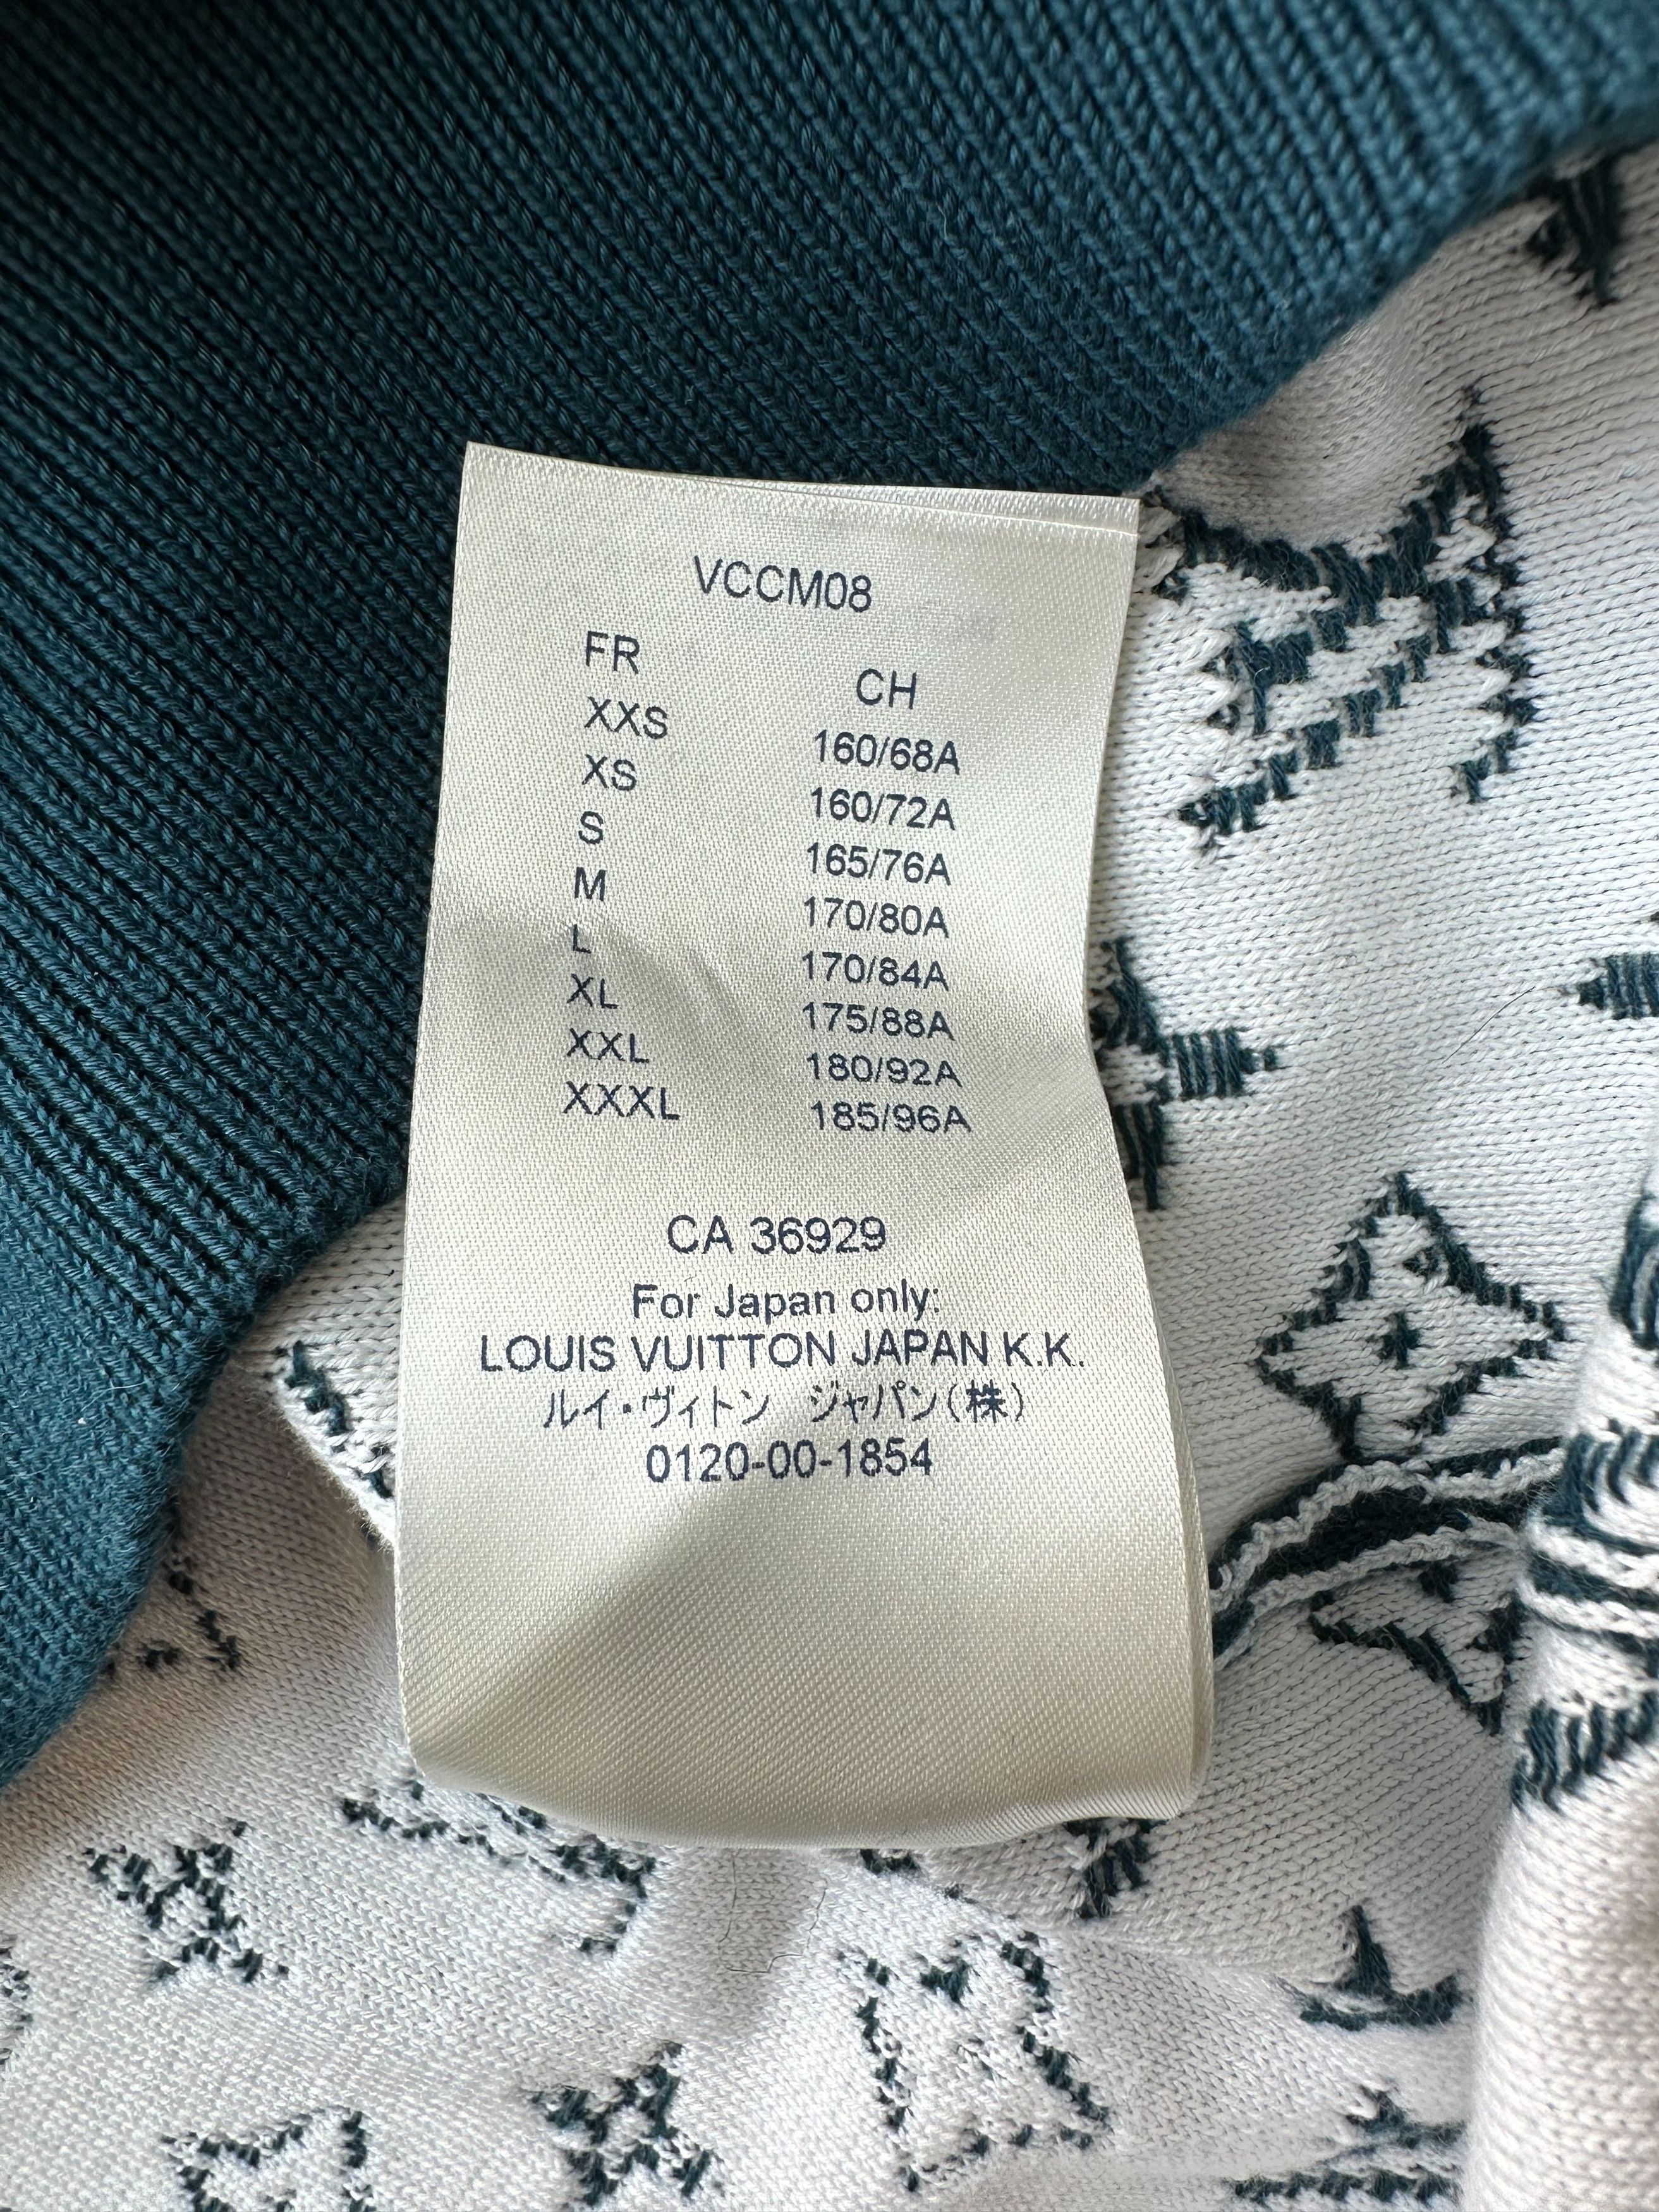 VCCM08
FR CH
XXS 160/68A
XS 160/72A
S 165/76A
M 170/80A
L 170/84A
XL 175/88A
XXL 180/92A
XXXL 185/96A
CA 36929
For Japan only:
LOUIS VUITTON JAPAN K.K.
ルイ・ヴィトン ジャパン(株)
0120-00-1854